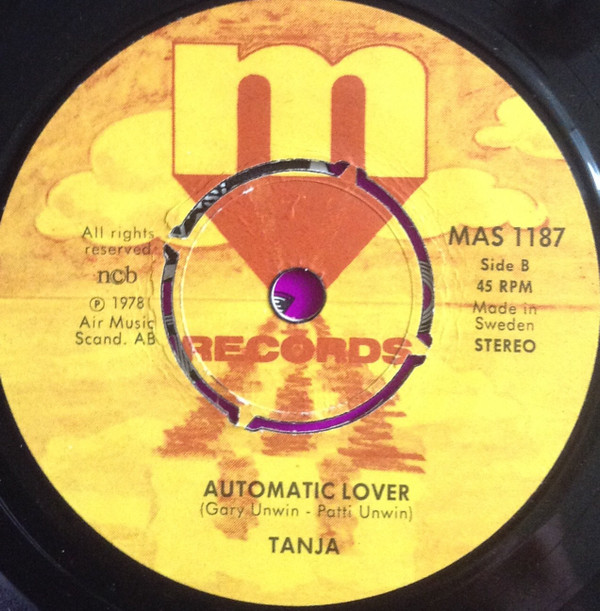 m
RECORDS
All rights
reserved
ncb
℗ 1978
Air Music
Scand. AB
MAS 1187
Side B
45 RPM
Made in
Sweden
STEREO
AUTOMATIC LOVER
(Gary Unwin - Patti Unwin)
TANJA